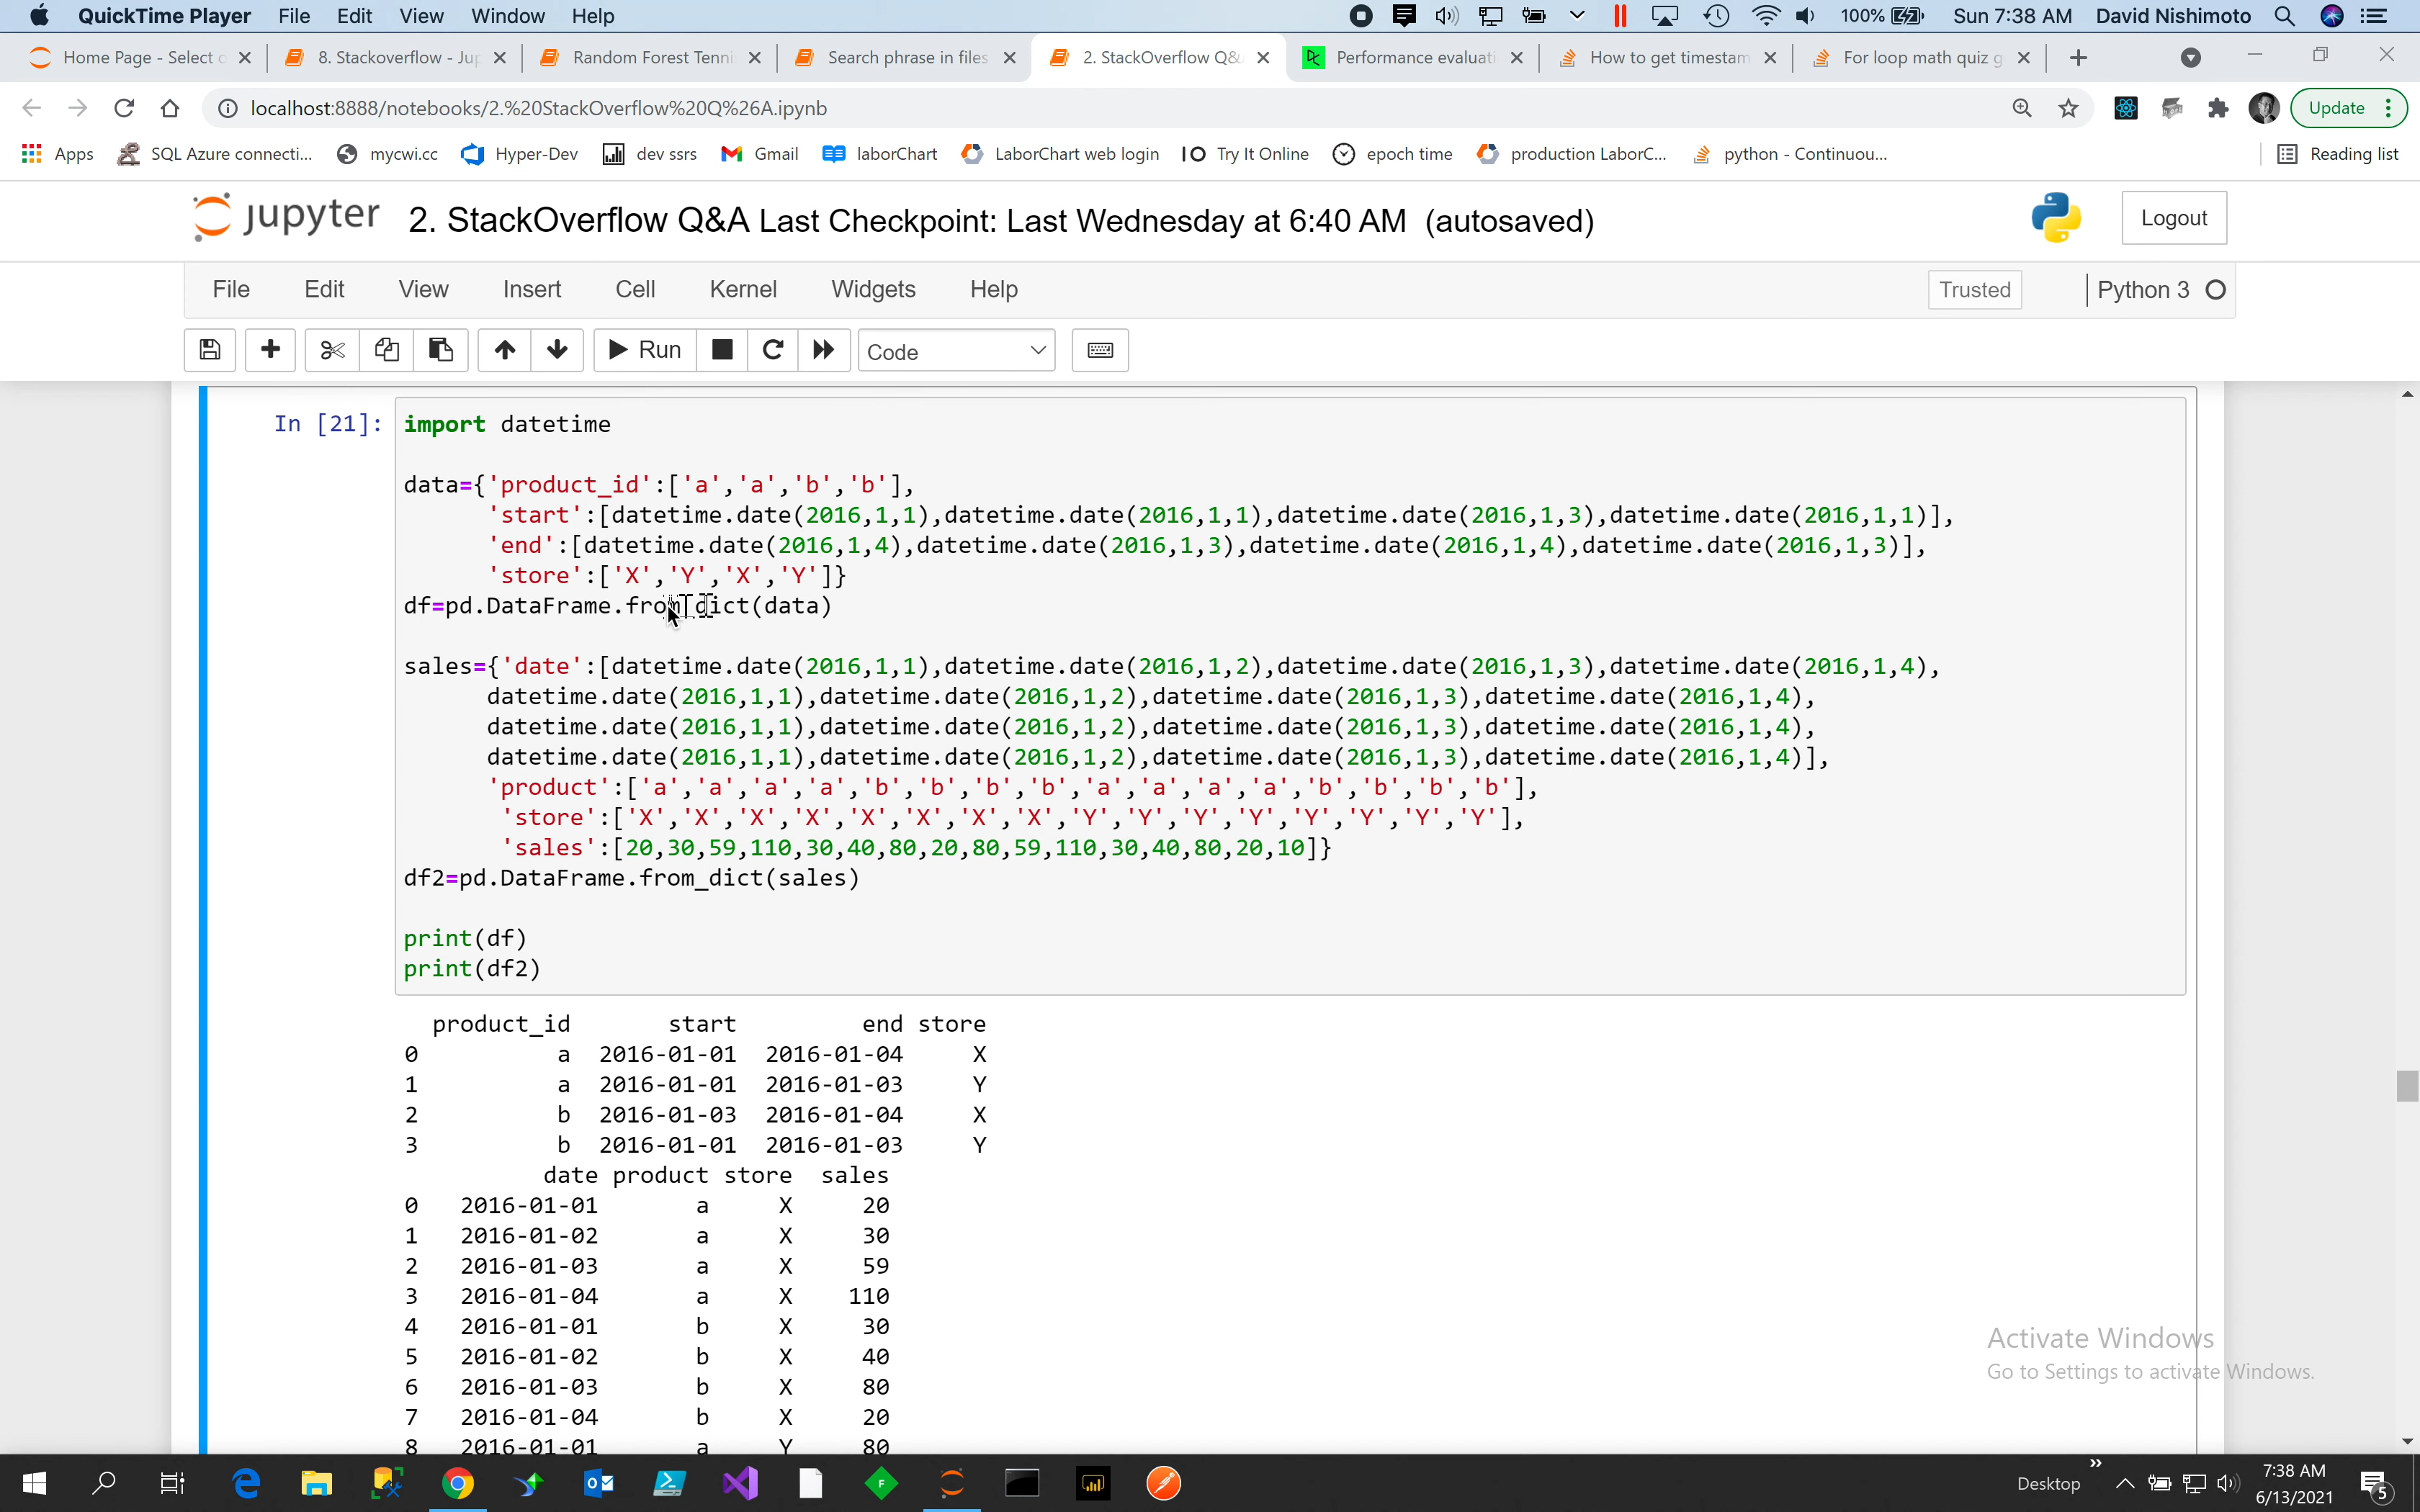 QuickTime Player File Edit View Window Help 100% Sun 7:38 AM David Nishimoto
Home Page - Select o 8. Stackoverflow - Jup Random Forest Tenni Search phrase in files 2. StackOverflow Q& Performance evaluati How to get timestam For loop math quiz g
localhost:8888/notebooks/2.%20StackOverflow%20Q%26A.ipynb Update
Apps SQL Azure connecti... mycwi.cc Hyper-Dev dev ssrs Gmail laborChart LaborChart web login Try It Online epoch time production LaborC... python - Continuou... Reading list
jupyter 2. StackOverflow Q&A Last Checkpoint: Last Wednesday at 6:40 AM (autosaved) Logout
File Edit View Insert Cell Kernel Widgets Help Trusted Python 3
Run Code
In [21]: import datetime
data={'product_id':['a','a','b','b'],
'start':[datetime.date(2016,1,1),datetime.date(2016,1,1),datetime.date(2016,1,3),datetime.date(2016,1,1)],
'end':[datetime.date(2016,1,4),datetime.date(2016,1,3),datetime.date(2016,1,4),datetime.date(2016,1,3)],
'store':['X','Y','X','Y']}
df=pd.DataFrame.from_dict(data)
sales={'date':[datetime.date(2016,1,1),datetime.date(2016,1,2),datetime.date(2016,1,3),datetime.date(2016,1,4),
datetime.date(2016,1,1),datetime.date(2016,1,2),datetime.date(2016,1,3),datetime.date(2016,1,4),
datetime.date(2016,1,1),datetime.date(2016,1,2),datetime.date(2016,1,3),datetime.date(2016,1,4),
datetime.date(2016,1,1),datetime.date(2016,1,2),datetime.date(2016,1,3),datetime.date(2016,1,4)],
'product':['a','a','a','a','b','b','b','b','a','a','a','a','b','b','b','b'],
'store':['X','X','X','X','X','X','X','X','Y','Y','Y','Y','Y','Y','Y','Y'],
'sales':[20,30,59,110,30,40,80,20,80,59,110,30,40,80,20,10]}
df2=pd.DataFrame.from_dict(sales)
print(df)
print(df2)
product_id start end store
0 a 2016-01-01 2016-01-04 X
1 a 2016-01-01 2016-01-03 Y
2 b 2016-01-03 2016-01-04 X
3 b 2016-01-01 2016-01-03 Y
date product store sales
0 2016-01-01 a X 20
1 2016-01-02 a X 30
2 2016-01-03 a X 59
3 2016-01-04 a X 110
4 2016-01-01 b X 30
5 2016-01-02 b X 40
6 2016-01-03 b X 80
7 2016-01-04 b X 20
8 2016-01-01 a Y 80
Activate Windows
Go to Settings to activate Windows.
Desktop 7:38 AM
6/13/2021 5